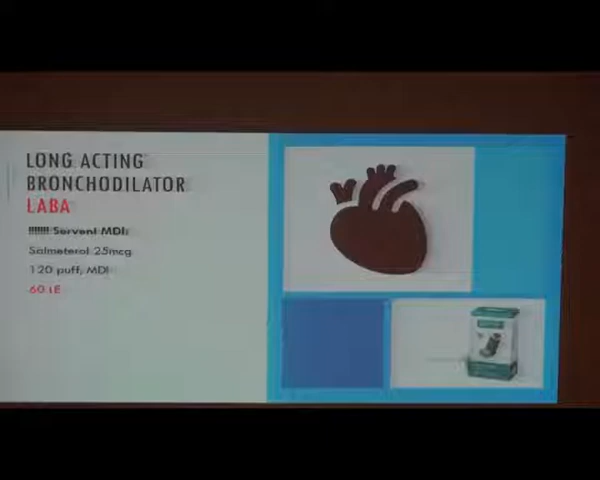 LONG ACTING
BRONCHODILATOR
LABA
!!!!!!! Servent MDI:
Salmeterol 25mcg
120 puff, MDI
60 LE